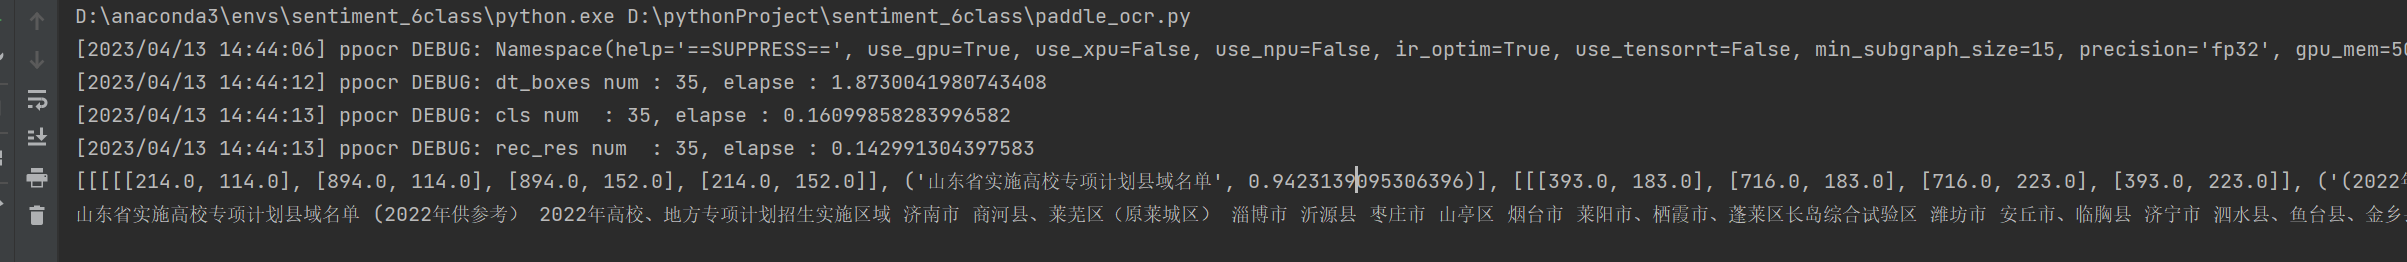 D:\anaconda3\envs\sentiment_6class\python.exe D:\pythonProject\sentiment_6class\paddle_ocr.py
[2023/04/13 14:44:06] ppocr DEBUG: Namespace(help='==SUPPRESS==', use_gpu=True, use_xpu=False, use_npu=False, ir_optim=True, use_tensorrt=False, min_subgraph_size=15, precision='fp32', gpu_mem=50
[2023/04/13 14:44:12] ppocr DEBUG: dt_boxes num : 35, elapse : 1.8730041980743408
[2023/04/13 14:44:13] ppocr DEBUG: cls num  : 35, elapse : 0.16099858283996582
[2023/04/13 14:44:13] ppocr DEBUG: rec_res num  : 35, elapse : 0.142991304397583
[[[[[214.0, 114.0], [894.0, 114.0], [894.0, 152.0], [214.0, 152.0]], ('山东省实施高校专项计划县域名单', 0.9423139095306396)], [[[393.0, 183.0], [716.0, 183.0], [716.0, 223.0], [393.0, 223.0]], ('(2022年
山东省实施高校专项计划县域名单 (2022年供参考） 2022年高校、地方专项计划招生实施区域 济南市 商河县、莱芜区（原莱城区） 淄博市 沂源县 枣庄市 山亭区 烟台市 莱阳市、栖霞市、蓬莱区长岛综合试验区 潍坊市 安丘市、临朐县 济宁市 泗水县、鱼台县、金乡县